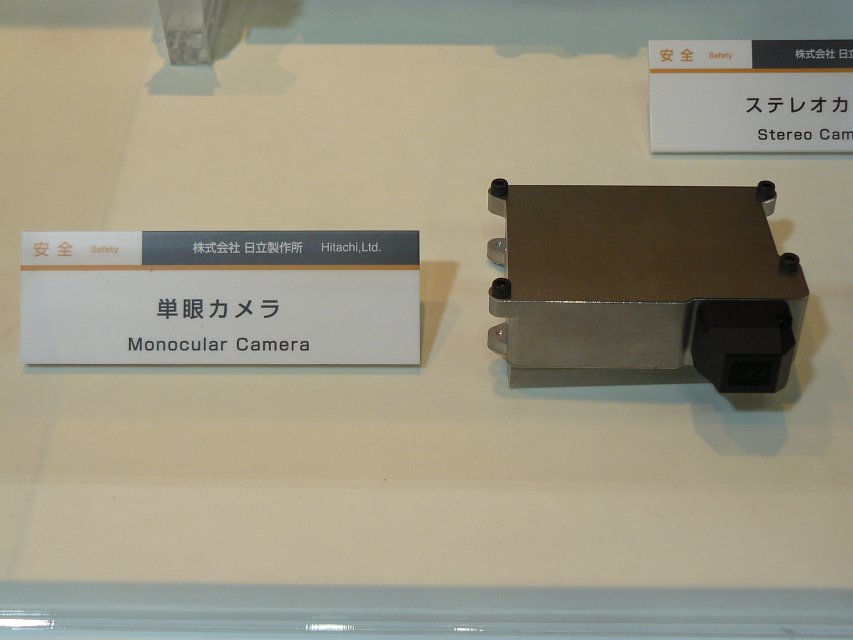 安全 Safety 株式会社 日立製作所 Hitachi,Ltd.
単眼カメラ
Monocular Camera
安全 Safety 株式会社 日立
ステレオカ
Stereo Cam